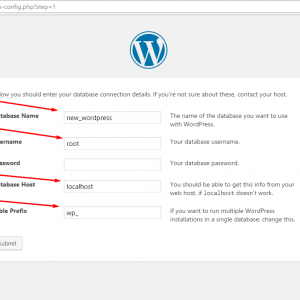 -config.php?step=1
low you should enter your database connection details. If you're not sure about these, contact your host.
atabase Name
new_wordpress
The name of the database you want to use
with WordPress.
sername
root
Your database username.
assword
Your database password.
atabase Host
localhost
You should be able to get this info from your
web host, if localhost doesn't work.
ble Prefix
wp_
If you want to run multiple WordPress
installations in a single database, change this.
Submit